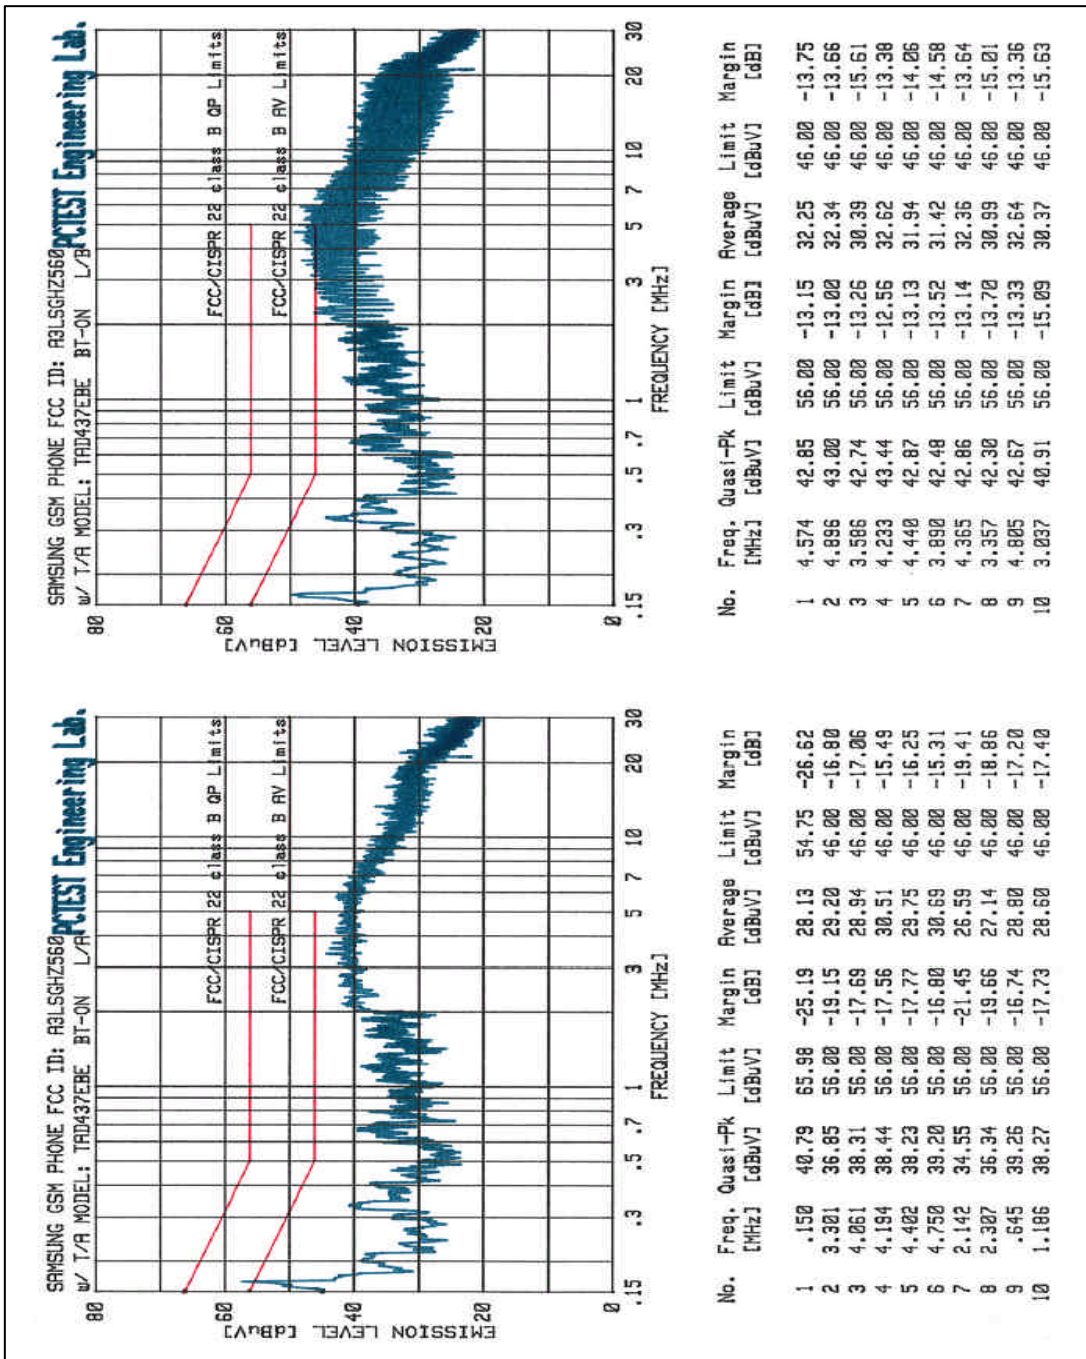 SAMSUNG GSM PHONE FCC ID: A3LSGHZ560
PCTEST Engineering Lab.
w/ T/A MODEL: TAD437EBE BT-ON L/A
80
60
40
20
0
EMISSION LEVEL [dBuV]
FCC/CISPR 22 class B QP Limits
FCC/CISPR 22 class B AV Limits
.15 .3 .5 .7 1 3 5 7 10 20 30
FREQUENCY [MHz]
No. Freq. Quasi-Pk Limit Margin Average Limit Margin
[MHz] [dBuV] [dBuV] [dB] [dBuV] [dBuV] [dB]
1 .150 40.79 65.98 -25.19 28.13 54.75 -26.62
2 3.301 36.85 56.00 -19.15 29.20 46.00 -16.80
3 4.061 38.31 56.00 -17.69 28.94 46.00 -17.06
4 4.194 38.44 56.00 -17.56 30.51 46.00 -15.49
5 4.402 38.23 56.00 -17.77 29.75 46.00 -16.25
6 4.750 39.20 56.00 -16.80 30.69 46.00 -15.31
7 2.142 34.55 56.00 -21.45 26.59 46.00 -19.41
8 2.307 36.34 56.00 -19.66 27.14 46.00 -18.86
9 .645 39.26 56.00 -16.74 28.80 46.00 -17.20
10 1.186 38.27 56.00 -17.73 28.60 46.00 -17.40
SAMSUNG GSM PHONE FCC ID: A3LSGHZ560
PCTEST Engineering Lab.
w/ T/A MODEL: TAD437EBE BT-ON L/B
80
60
40
20
0
EMISSION LEVEL [dBuV]
FCC/CISPR 22 class B QP Limits
FCC/CISPR 22 class B AV Limits
.15 .3 .5 .7 1 3 5 7 10 20 30
FREQUENCY [MHz]
No. Freq. Quasi-Pk Limit Margin Average Limit Margin
[MHz] [dBuV] [dBuV] [dB] [dBuV] [dBuV] [dB]
1 4.574 42.85 56.00 -13.15 32.25 46.00 -13.75
2 4.896 43.00 56.00 -13.00 32.34 46.00 -13.66
3 3.586 42.74 56.00 -13.26 30.39 46.00 -15.61
4 4.233 43.44 56.00 -12.56 32.62 46.00 -13.38
5 4.440 42.87 56.00 -13.13 31.94 46.00 -14.06
6 3.890 42.48 56.00 -13.52 31.42 46.00 -14.58
7 4.365 42.86 56.00 -13.14 32.36 46.00 -13.64
8 3.357 42.30 56.00 -13.70 30.99 46.00 -15.01
9 4.805 42.67 56.00 -13.33 32.64 46.00 -13.36
10 3.037 40.91 56.00 -15.09 30.37 46.00 -15.63